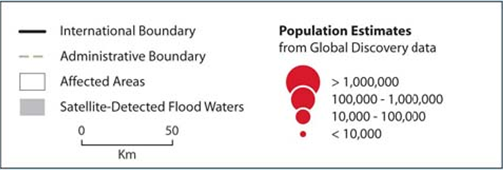 International Boundary
Administrative Boundary
Affected Areas
Satellite-Detected Flood Waters
0 50
Km
Population Estimates
from Global Discovery data
> 1,000,000
100,000 - 1,000,000
10,000 - 100,000
< 10,000